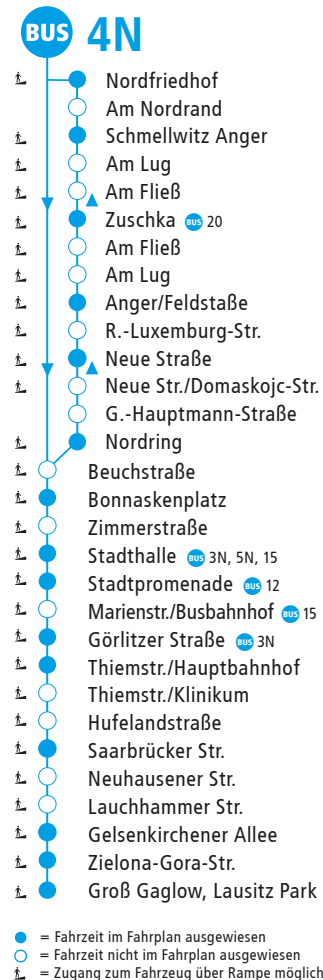 BUS 4N
Nordfriedhof
Am Nordrand
Schmellwitz Anger
Am Lug
Am Fließ
Zuschka BUS 20
Am Fließ
Am Lug
Anger/Feldstaße
R.-Luxemburg-Str.
Neue Straße
Neue Str./Domaskojc-Str.
G.-Hauptmann-Straße
Nordring
Beuchstraße
Bonnaskenplatz
Zimmerstraße
Stadthalle BUS 3N, 5N, 15
Stadtpromenade BUS 12
Marienstr./Busbahnhof BUS 15
Görlitzer Straße BUS 3N
Thiemstr./Hauptbahnhof
Thiemstr./Klinikum
Hufelandstraße
Saarbrücker Str.
Neuhausener Str.
Lauchhammer Str.
Gelsenkirchener Allee
Zielona-Gora-Str.
Groß Gaglow, Lausitz Park
= Fahrzeit im Fahrplan ausgewiesen
= Fahrzeit nicht im Fahrplan ausgewiesen
= Zugang zum Fahrzeug über Rampe möglich